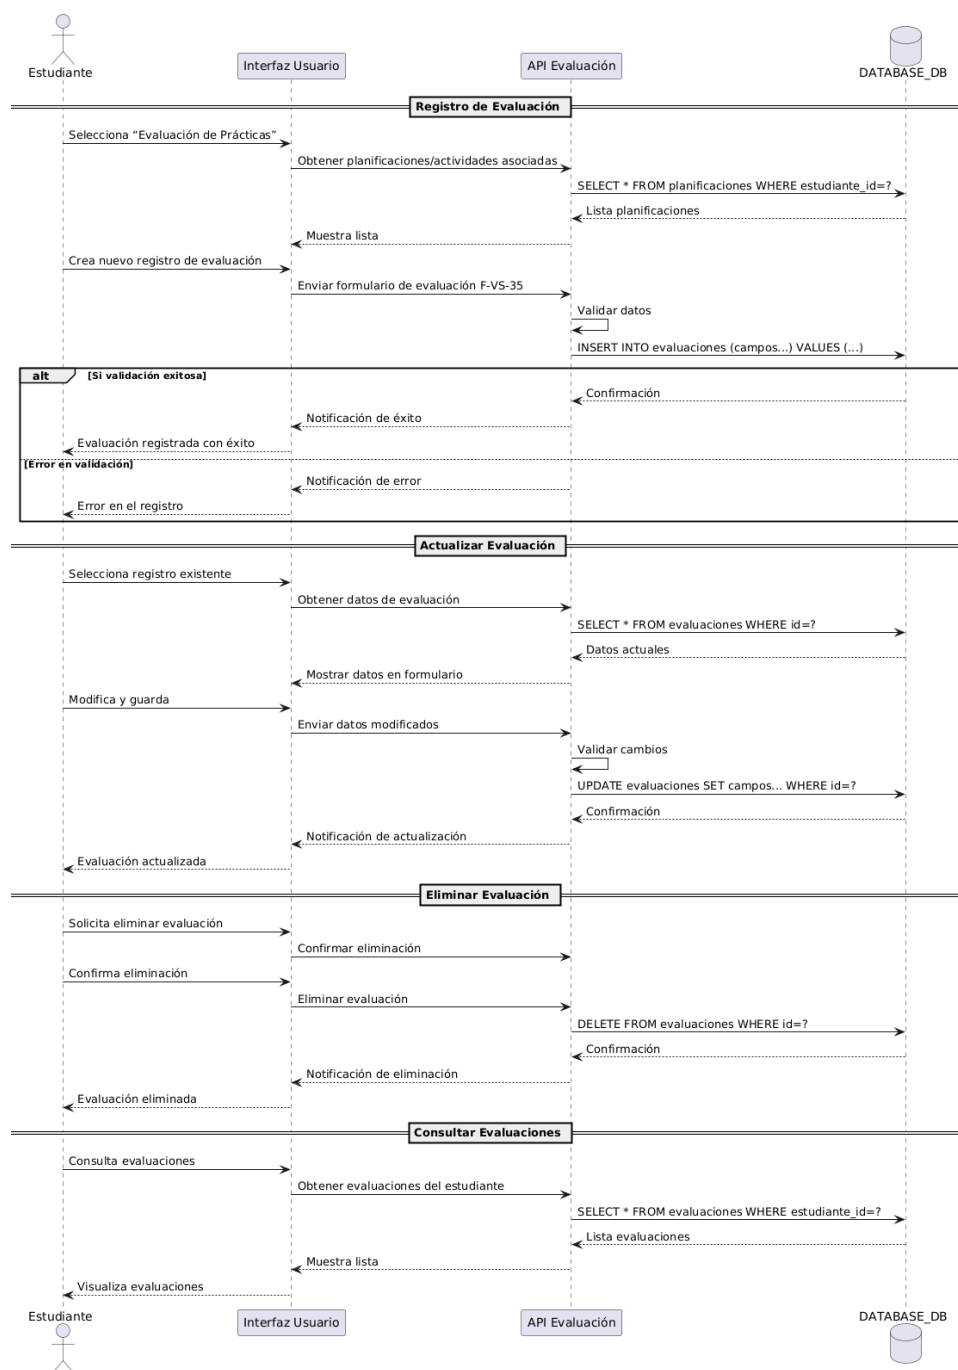 Estudiante
Interfaz Usuario
API Evaluación
DATABASE_DB
Registro de Evaluación
Selecciona “Evaluación de Prácticas”
Obtener planificaciones/actividades asociadas
SELECT * FROM planificaciones WHERE estudiante_id=?
Lista planificaciones
Muestra lista
Crea nuevo registro de evaluación
Enviar formulario de evaluación F-VS-35
Validar datos
INSERT INTO evaluaciones (campos...) VALUES (...)
alt [Si validación exitosa]
Confirmación
Notificación de éxito
Evaluación registrada con éxito
[Error en validación]
Notificación de error
Error en el registro
Actualizar Evaluación
Selecciona registro existente
Obtener datos de evaluación
SELECT * FROM evaluaciones WHERE id=?
Datos actuales
Mostrar datos en formulario
Modifica y guarda
Enviar datos modificados
Validar cambios
UPDATE evaluaciones SET campos... WHERE id=?
Confirmación
Notificación de actualización
Evaluación actualizada
Eliminar Evaluación
Solicita eliminar evaluación
Confirmar eliminación
Confirma eliminación
Eliminar evaluación
DELETE FROM evaluaciones WHERE id=?
Confirmación
Notificación de eliminación
Evaluación eliminada
Consultar Evaluaciones
Consulta evaluaciones
Obtener evaluaciones del estudiante
SELECT * FROM evaluaciones WHERE estudiante_id=?
Lista evaluaciones
Muestra lista
Visualiza evaluaciones
Estudiante
Interfaz Usuario
API Evaluación
DATABASE_DB